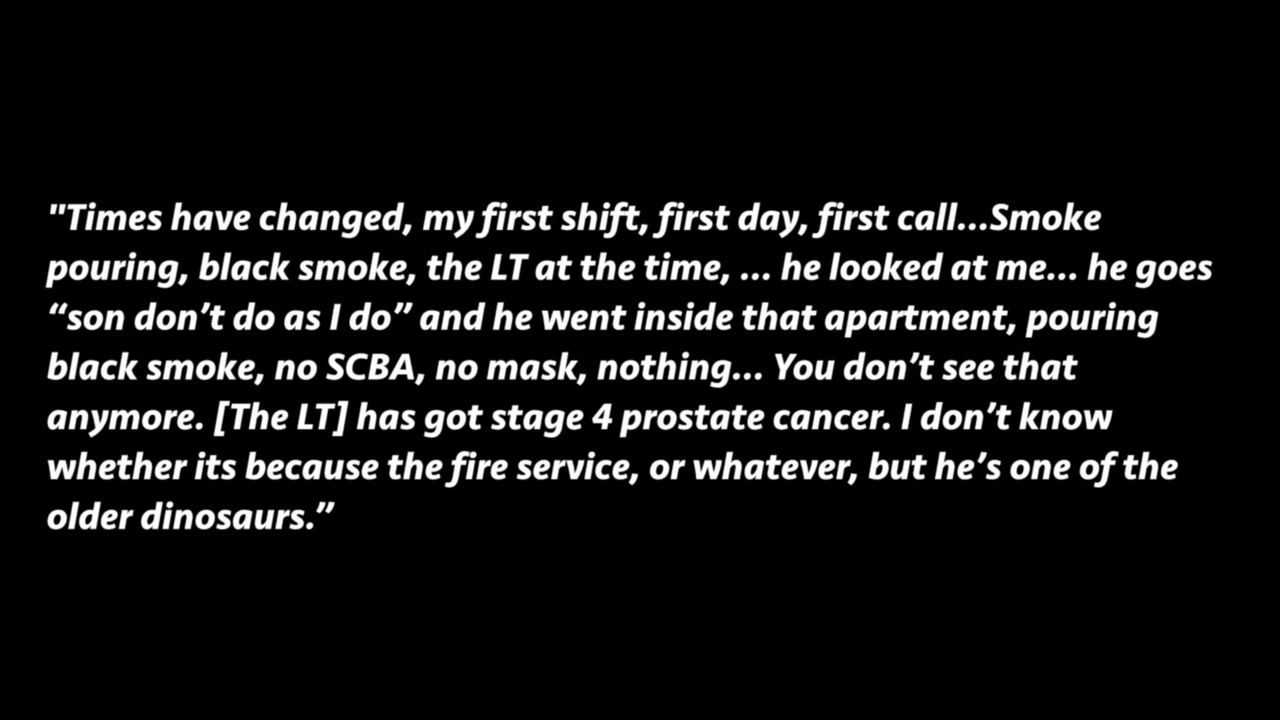 "Times have changed, my first shift, first day, first call...Smoke
pouring, black smoke, the LT at the time, ... he looked at me... he goes
“son don’t do as I do” and he went inside that apartment, pouring
black smoke, no SCBA, no mask, nothing... You don’t see that
anymore. [The LT] has got stage 4 prostate cancer. I don’t know
whether its because the fire service, or whatever, but he’s one of the
older dinosaurs.”